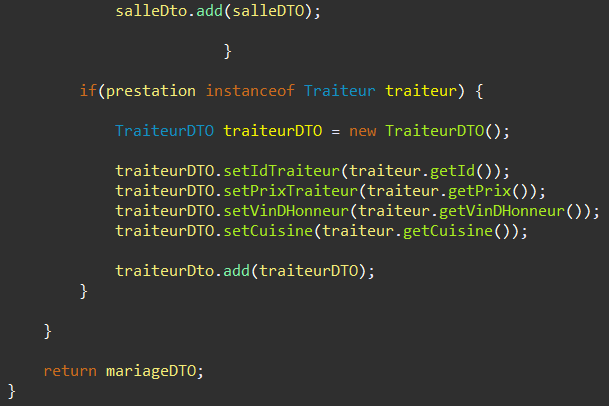 salleDto.add(salleDTO);
}
if(prestation instanceof Traiteur traiteur) {
TraiteurDTO traiteurDTO = new TraiteurDTO();
traiteurDTO.setIdTraiteur(traiteur.getId());
traiteurDTO.setPrixTraiteur(traiteur.getPrix());
traiteurDTO.setVinDHonneur(traiteur.getVinDHonneur());
traiteurDTO.setCuisine(traiteur.getCuisine());
traiteurDto.add(traiteurDTO);
}
}
return mariageDTO;
}